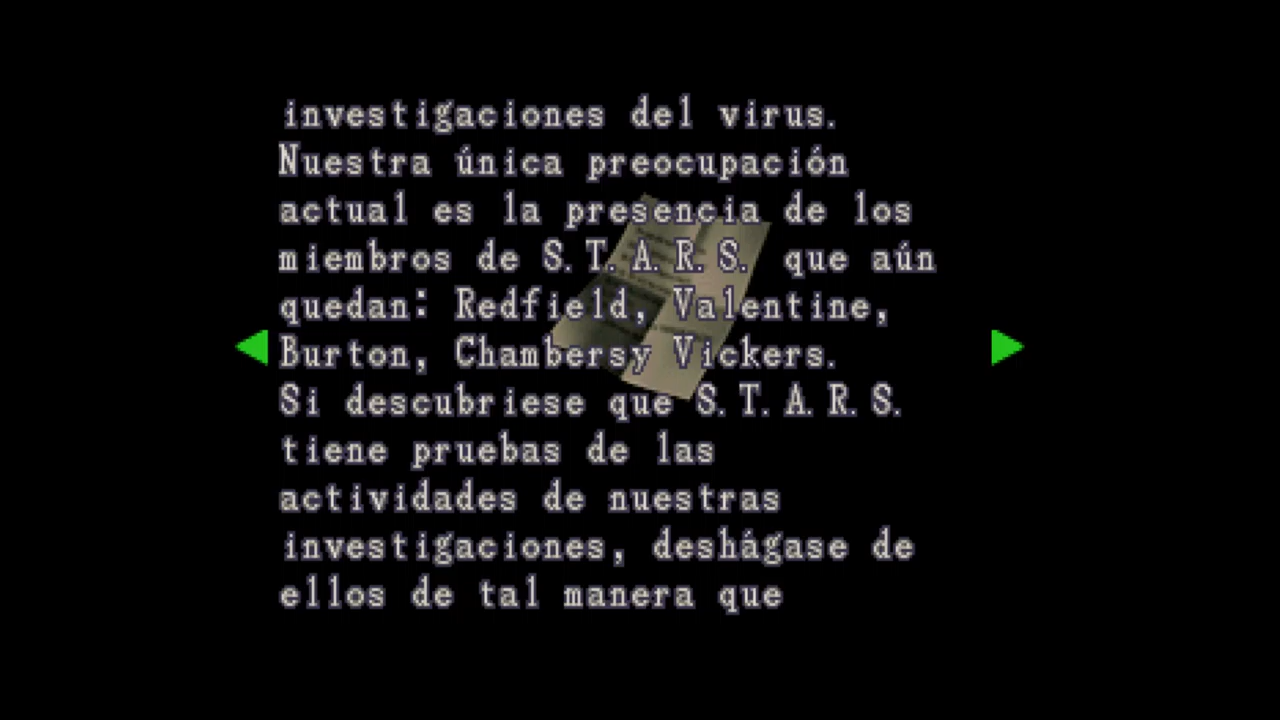 investigaciones del virus.
Nuestra única preocupación
actual es la presencia de los
miembros de S.T.A.R.S. que aún
quedan: Redfield, Valentine,
Burton, Chambersy Vickers.
Si descubriese que S.T.A.R.S.
tiene pruebas de las
actividades de nuestras
investigaciones, deshágase de
ellos de tal manera que